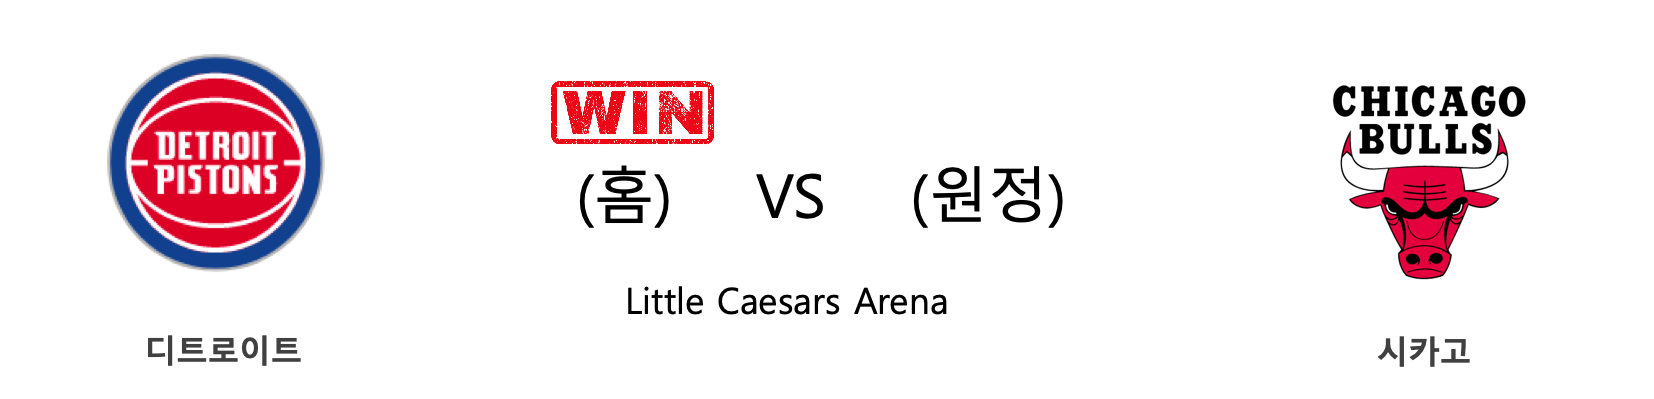 DETROIT
PISTONS
디트로이트
WIN
(홈) VS (원정)
Little Caesars Arena
CHICAGO
BULLS
시카고